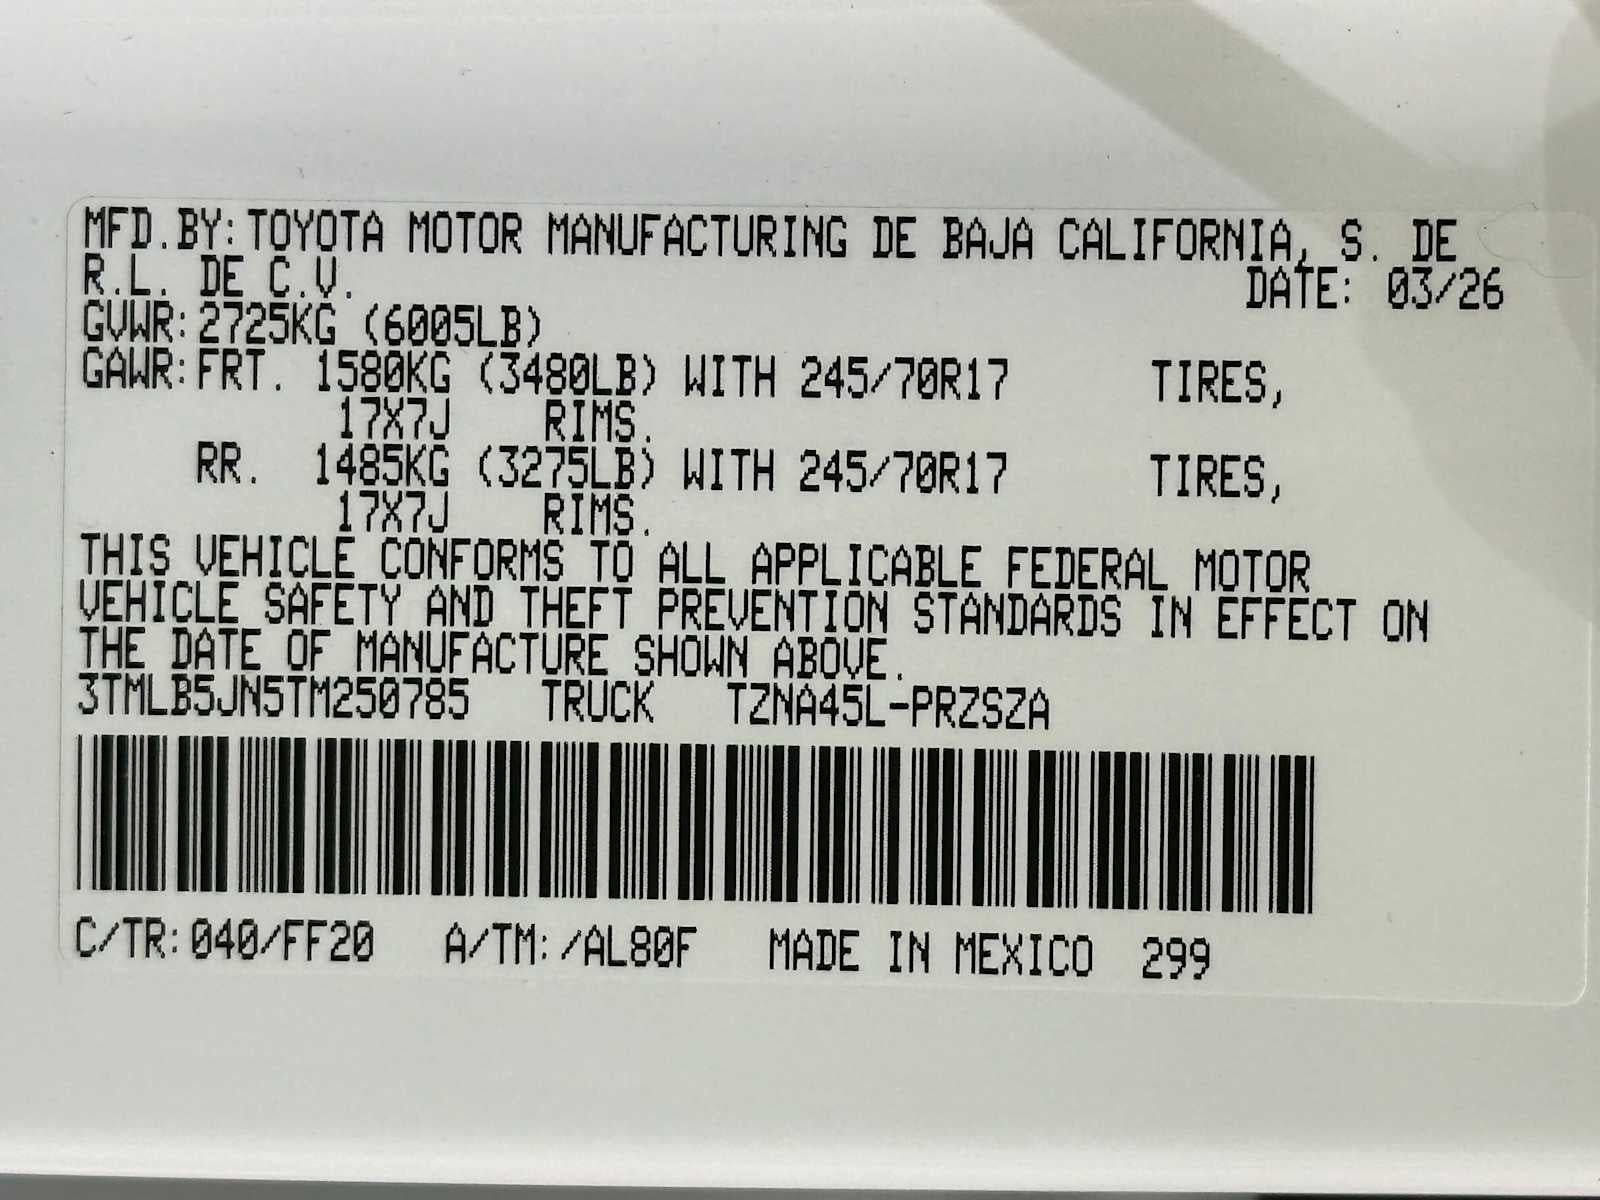 MFD.BY: TOYOTA MOTOR MANUFACTURING DE BAJA CALIFORNIA, S. DE
R.L. DE C.V. DATE: 03/26
GVWR: 2725KG (6005LB)
GAWR: FRT. 1580KG (3480LB) WITH 245/70R17 TIRES,
17X7J RIMS.
RR. 1485KG (3275LB) WITH 245/70R17 TIRES,
17X7J RIMS.
THIS VEHICLE CONFORMS TO ALL APPLICABLE FEDERAL MOTOR
VEHICLE SAFETY AND THEFT PREVENTION STANDARDS IN EFFECT ON
THE DATE OF MANUFACTURE SHOWN ABOVE.
3TMLB5JN5TM250785 TRUCK TZNA45L-PRZSZA
C/TR: 040/FF20 A/TM: /AL80F MADE IN MEXICO 299